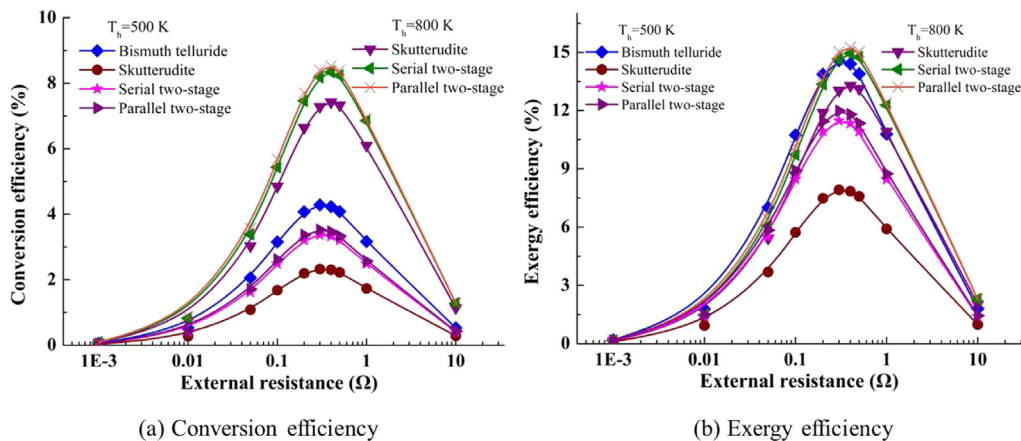 T_h=500 K
T_h=800 K
Bismuth telluride
Skutterudite
Serial two-stage
Parallel two-stage
Skutterudite
Serial two-stage
Parallel two-stage
Conversion efficiency (%)
10
8
6
4
2
0
1E-3 0.01 0.1 1 10
External resistance (Ω)
(a) Conversion efficiency
T_h=500 K
T_h=800 K
Bismuth telluride
Skutterudite
Serial two-stage
Parallel two-stage
Skutterudite
Serial two-stage
Parallel two-stage
Exergy efficiency (%)
15
12
9
6
3
0
1E-3 0.01 0.1 1 10
External resistance (Ω)
(b) Exergy efficiency